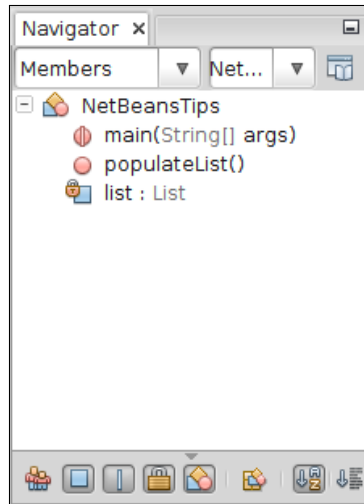 Navigator
Members Net...
NetBeansTips
main(String[] args)
populateList()
list : List